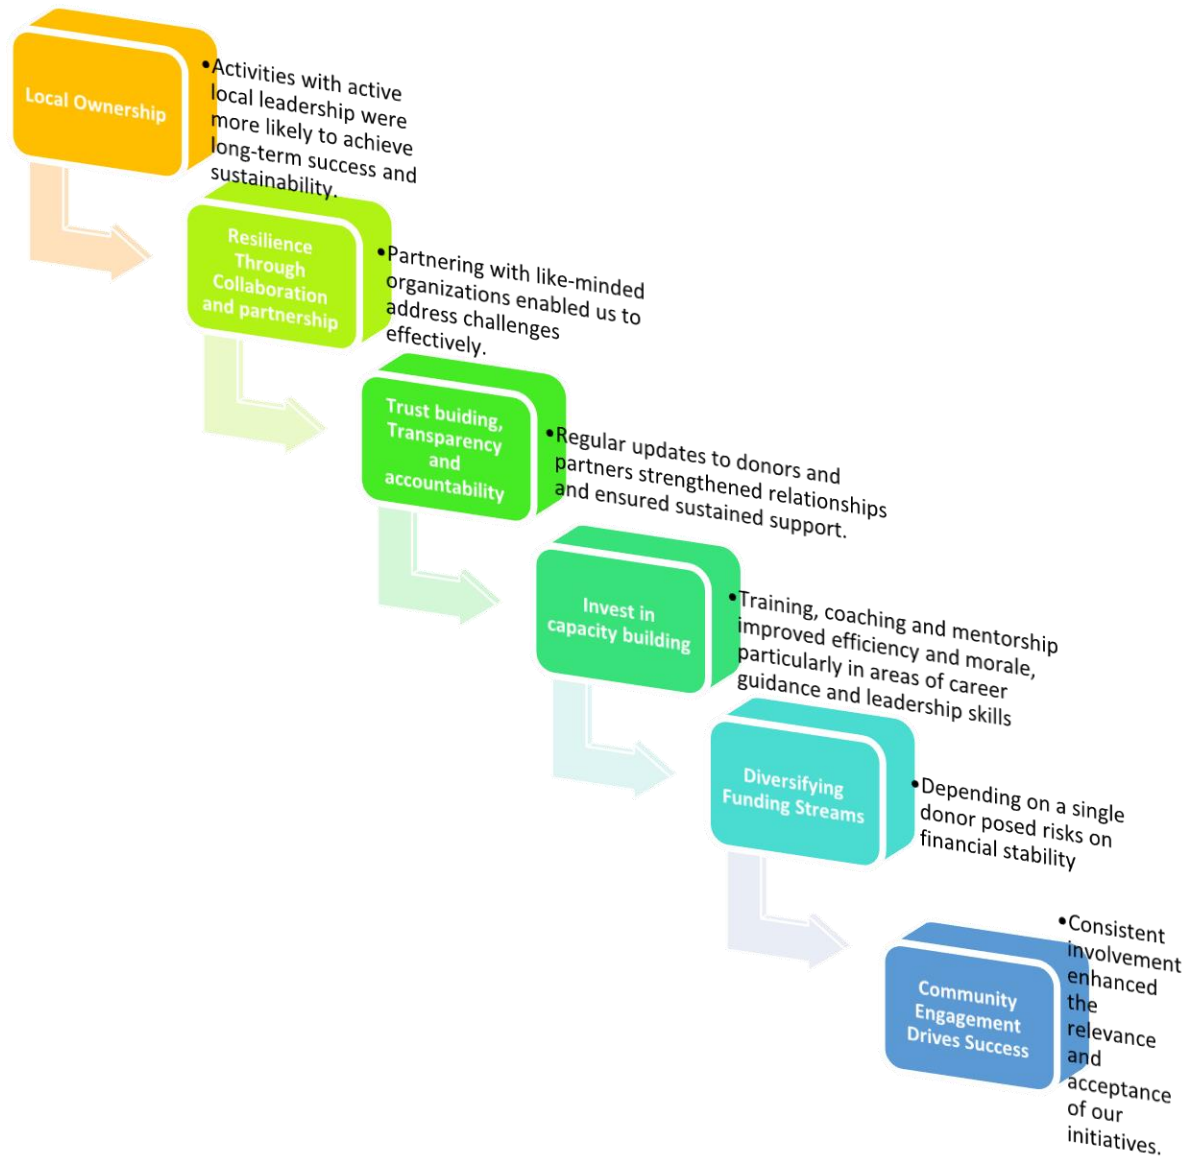 Local Ownership
•Activities with active
local leadership were
more likely to achieve
long-term success and
sustainability.
Resilience
Through
Collaboration
and partnership
•Partnering with like-minded
organizations enabled us to
address challenges
effectively.
Trust buiding,
Transparency
and
accountability
•Regular updates to donors and
partners strengthened relationships
and ensured sustained support.
Invest in
capacity building
•Training, coaching and mentorship
improved efficiency and morale,
particularly in areas of career
guidance and leadership skills
Diversifying
Funding Streams
•Depending on a single
donor posed risks on
financial stability
Community
Engagement
Drives Success
•Consistent
involvement
enhanced
the
relevance
and
acceptance
of our
initiatives.